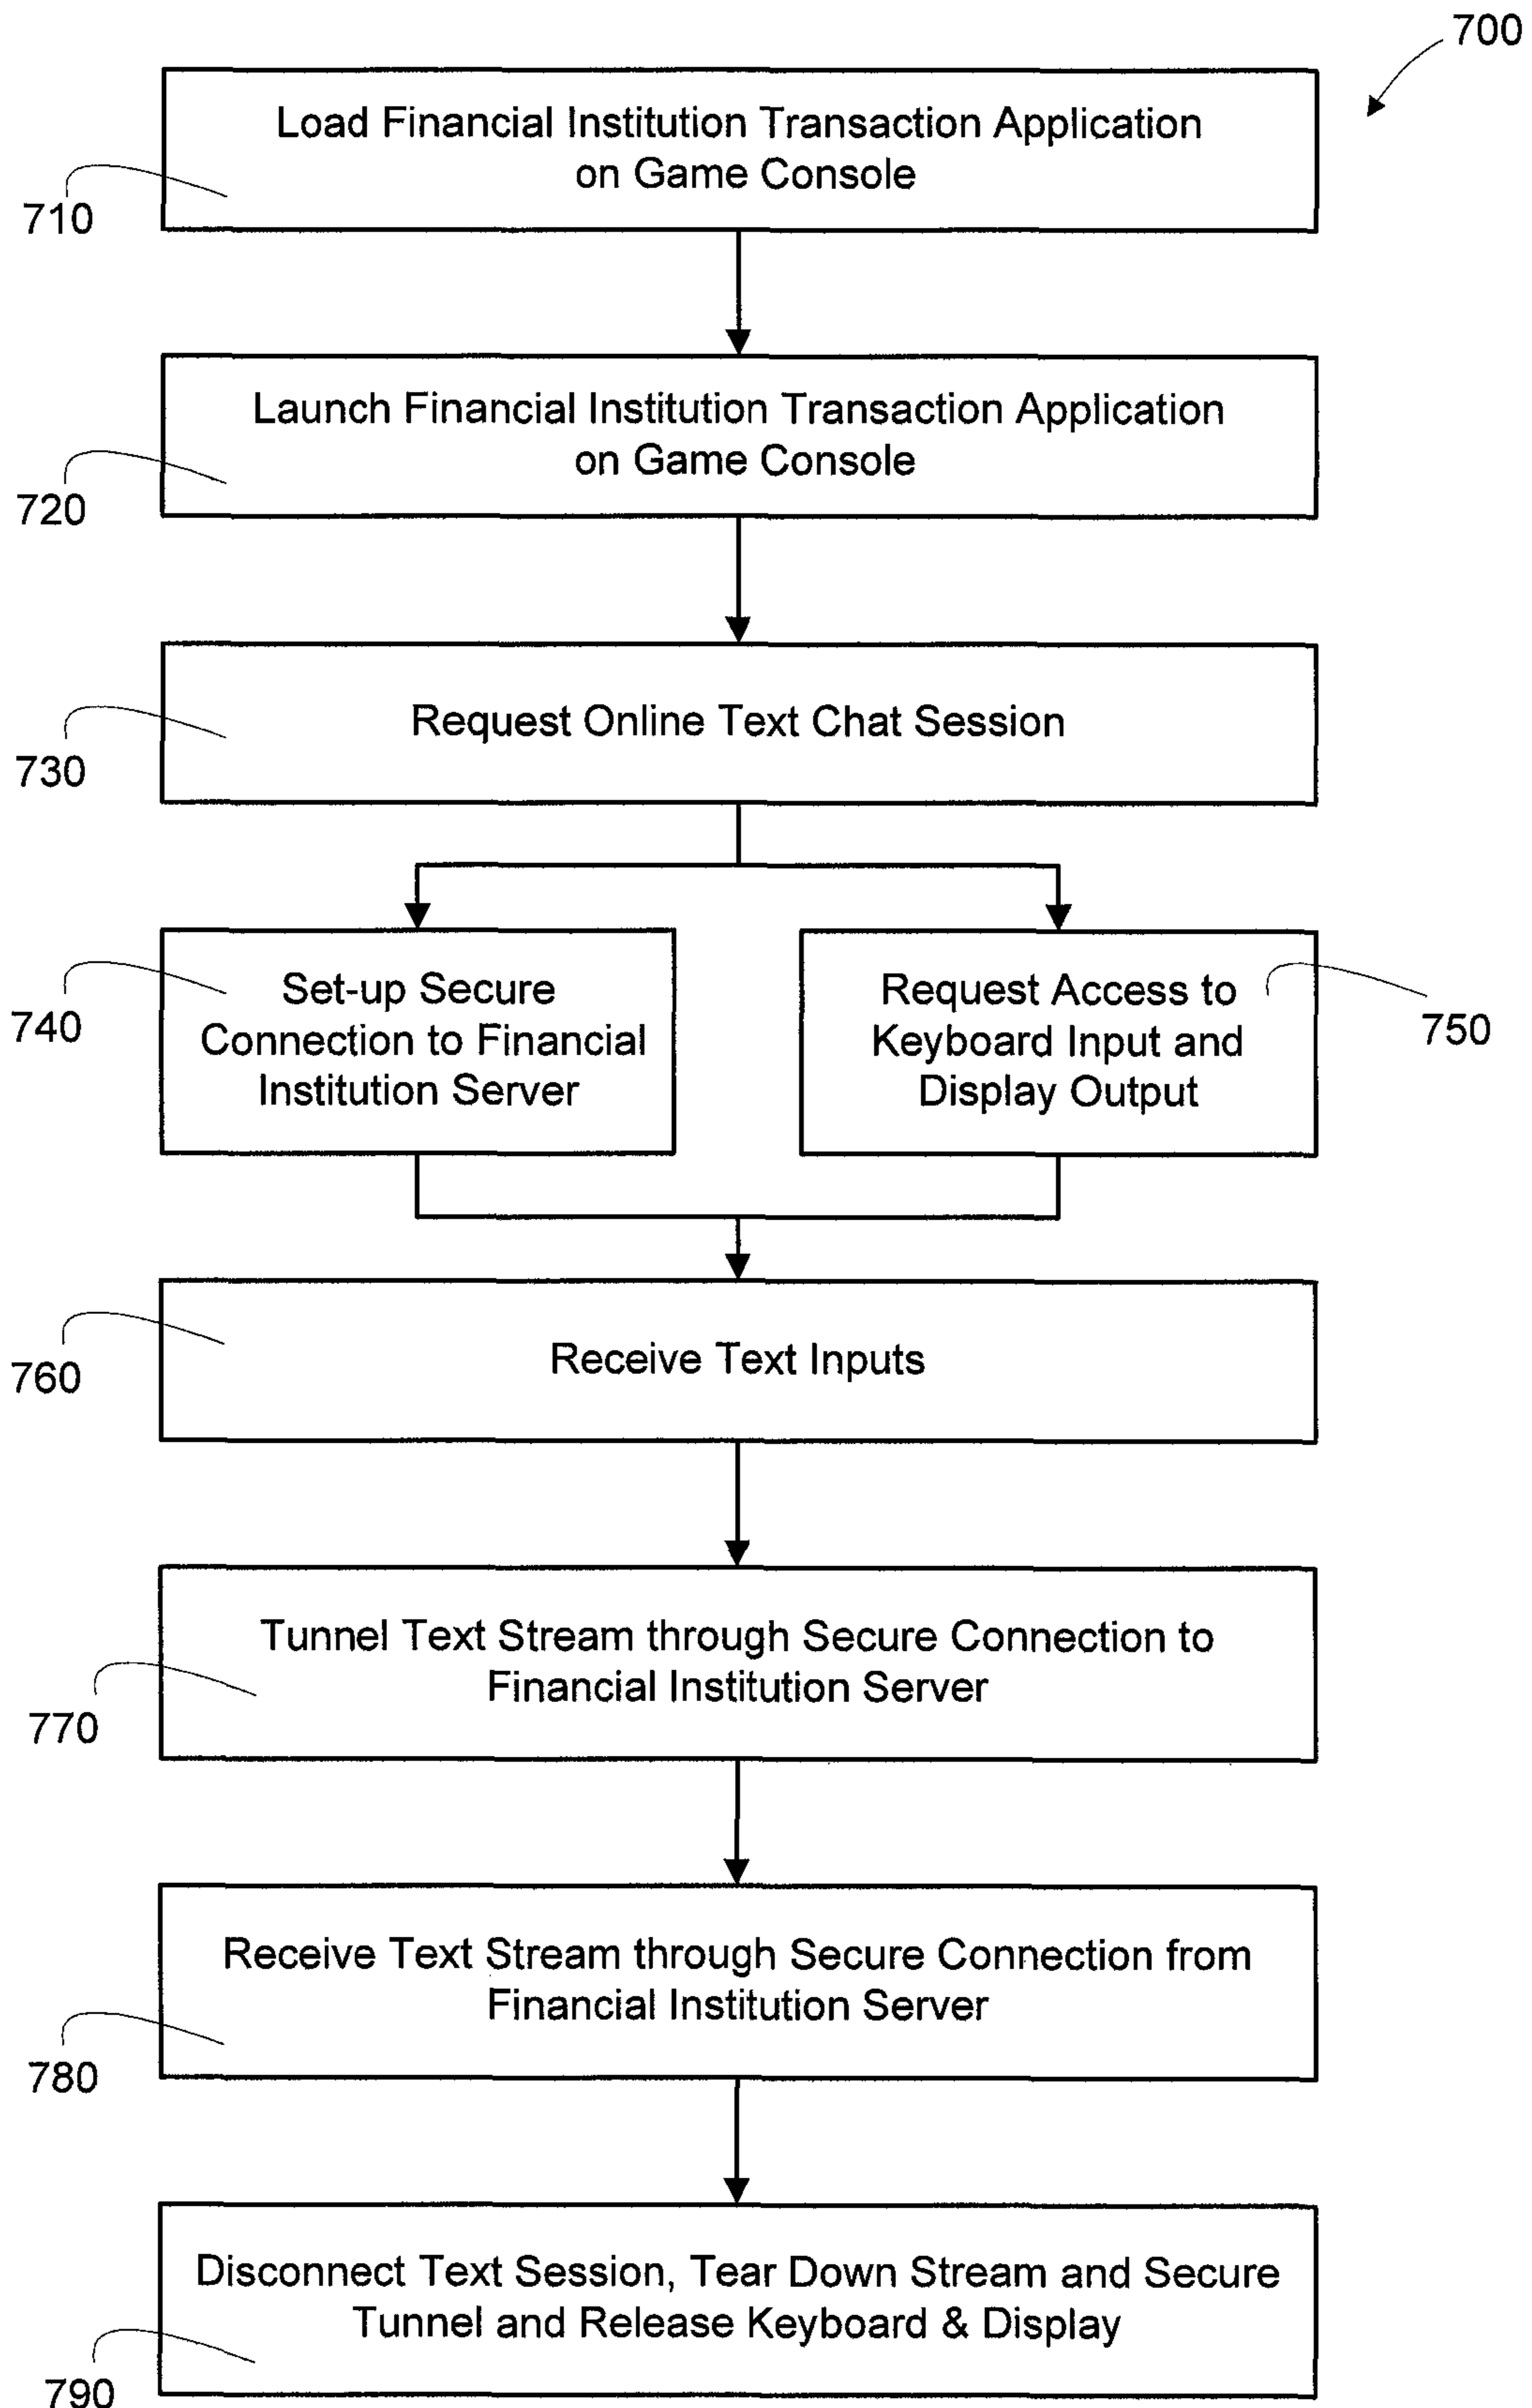 700
Load Financial Institution Transaction Application
on Game Console
710
Launch Financial Institution Transaction Application
on Game Console
720
Request Online Text Chat Session
730
Set-up Secure
Connection to Financial
Institution Server
740
Request Access to
Keyboard Input and
Display Output
750
Receive Text Inputs
760
Tunnel Text Stream through Secure Connection to
Financial Institution Server
770
Receive Text Stream through Secure Connection from
Financial Institution Server
780
Disconnect Text Session, Tear Down Stream and Secure
Tunnel and Release Keyboard & Display
790